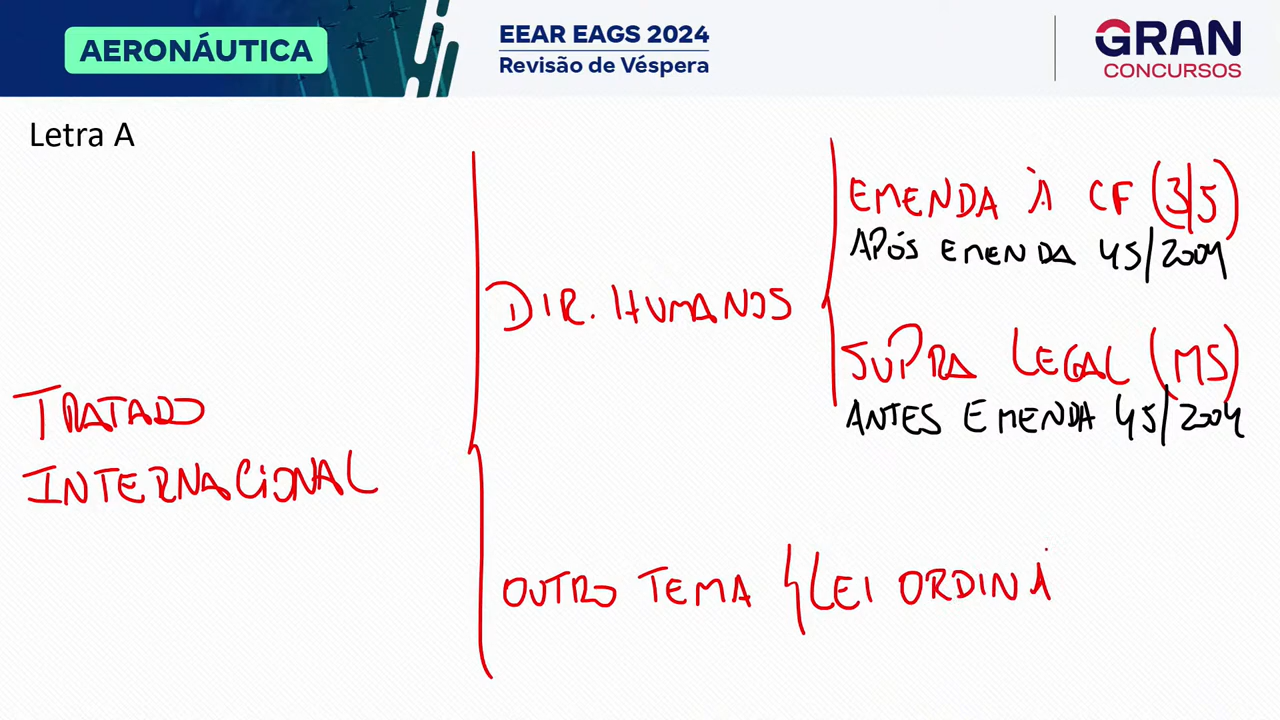 AERONÁUTICA
EEAR EAGS 2024
Revisão de Véspera
GRAN
CONCURSOS
Letra A
TRATADO
INTERNACIONAL
DIR. HUMANOS
EMENDA À CF (3/5)
APÓS EMENDA 45/2004
SUPRA LEGAL (MS)
ANTES EMENDA 45/2004
OUTRO TEMA
LEI ORDINÁ